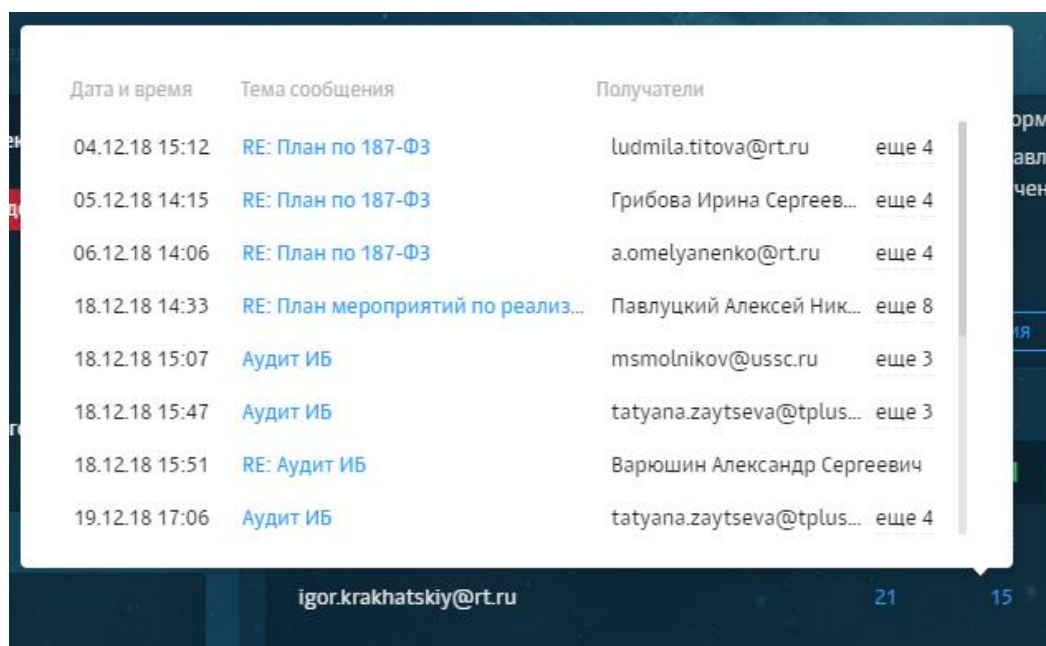 Дата и время Тема сообщения Получатели
04.12.18 15:12 RE: План по 187-ФЗ ludmila.titova@rt.ru еще 4
05.12.18 14:15 RE: План по 187-ФЗ Грибова Ирина Сергеев... еще 4
06.12.18 14:06 RE: План по 187-ФЗ a.omelyanenko@rt.ru еще 4
18.12.18 14:33 RE: План мероприятий по реализ... Павлуцкий Алексей Ник... еще 8
18.12.18 15:07 Аудит ИБ msmolnikov@ussc.ru еще 3
18.12.18 15:47 Аудит ИБ tatyana.zaytseva@tplus... еще 3
18.12.18 15:51 RE: Аудит ИБ Варюшин Александр Сергеевич
19.12.18 17:06 Аудит ИБ tatyana.zaytseva@tplus... еще 4
igor.krakhatskiy@rt.ru 21 15